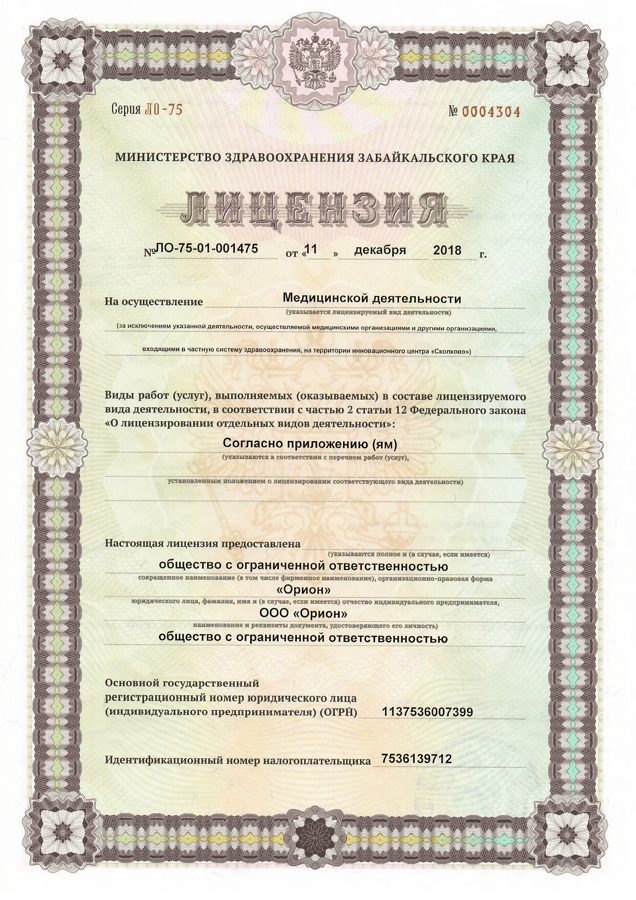 Серия ЛО-75
№ 0004304
МИНИСТЕРСТВО ЗДРАВООХРАНЕНИЯ ЗАБАЙКАЛЬСКОГО КРАЯ
ЛИЦЕНЗИЯ
№ЛО-75-01-001475 от «11 » декабря 2018 г.
На осуществление Медицинской деятельности
(указывается лицензируемый вид деятельности)
(за исключением указанной деятельности, осуществляемой медицинскими организациями и другими организациями,
входящими в частную систему здравоохранения, на территории инновационного центра «Сколково»)
Виды работ (услуг), выполняемых (оказываемых) в составе лицензируемого
вида деятельности, в соответствии с частью 2 статьи 12 Федерального закона
«О лицензировании отдельных видов деятельности»:
Согласно приложению (ям)
(указываются в соответствии с перечнем работ (услуг),
установленным положением о лицензировании соответствующего вида деятельности)
Настоящая лицензия предоставлена
(указываются полное и (в случае, если имеется)
общество с ограниченной ответственностью
сокращенное наименование (в том числе фирменное наименование), организационно-правовая форма
«Орион»
юридического лица, фамилия, имя и (в случае, если имеется) отчество индивидуального предпринимателя,
ООО «Орион»
наименование и реквизиты документа, удостоверяющего его личность)
общество с ограниченной ответственностью
Основной государственный
регистрационный номер юридического лица
(индивидуального предпринимателя) (ОГРН) 1137536007399
Идентификационный номер налогоплательщика 7536139712